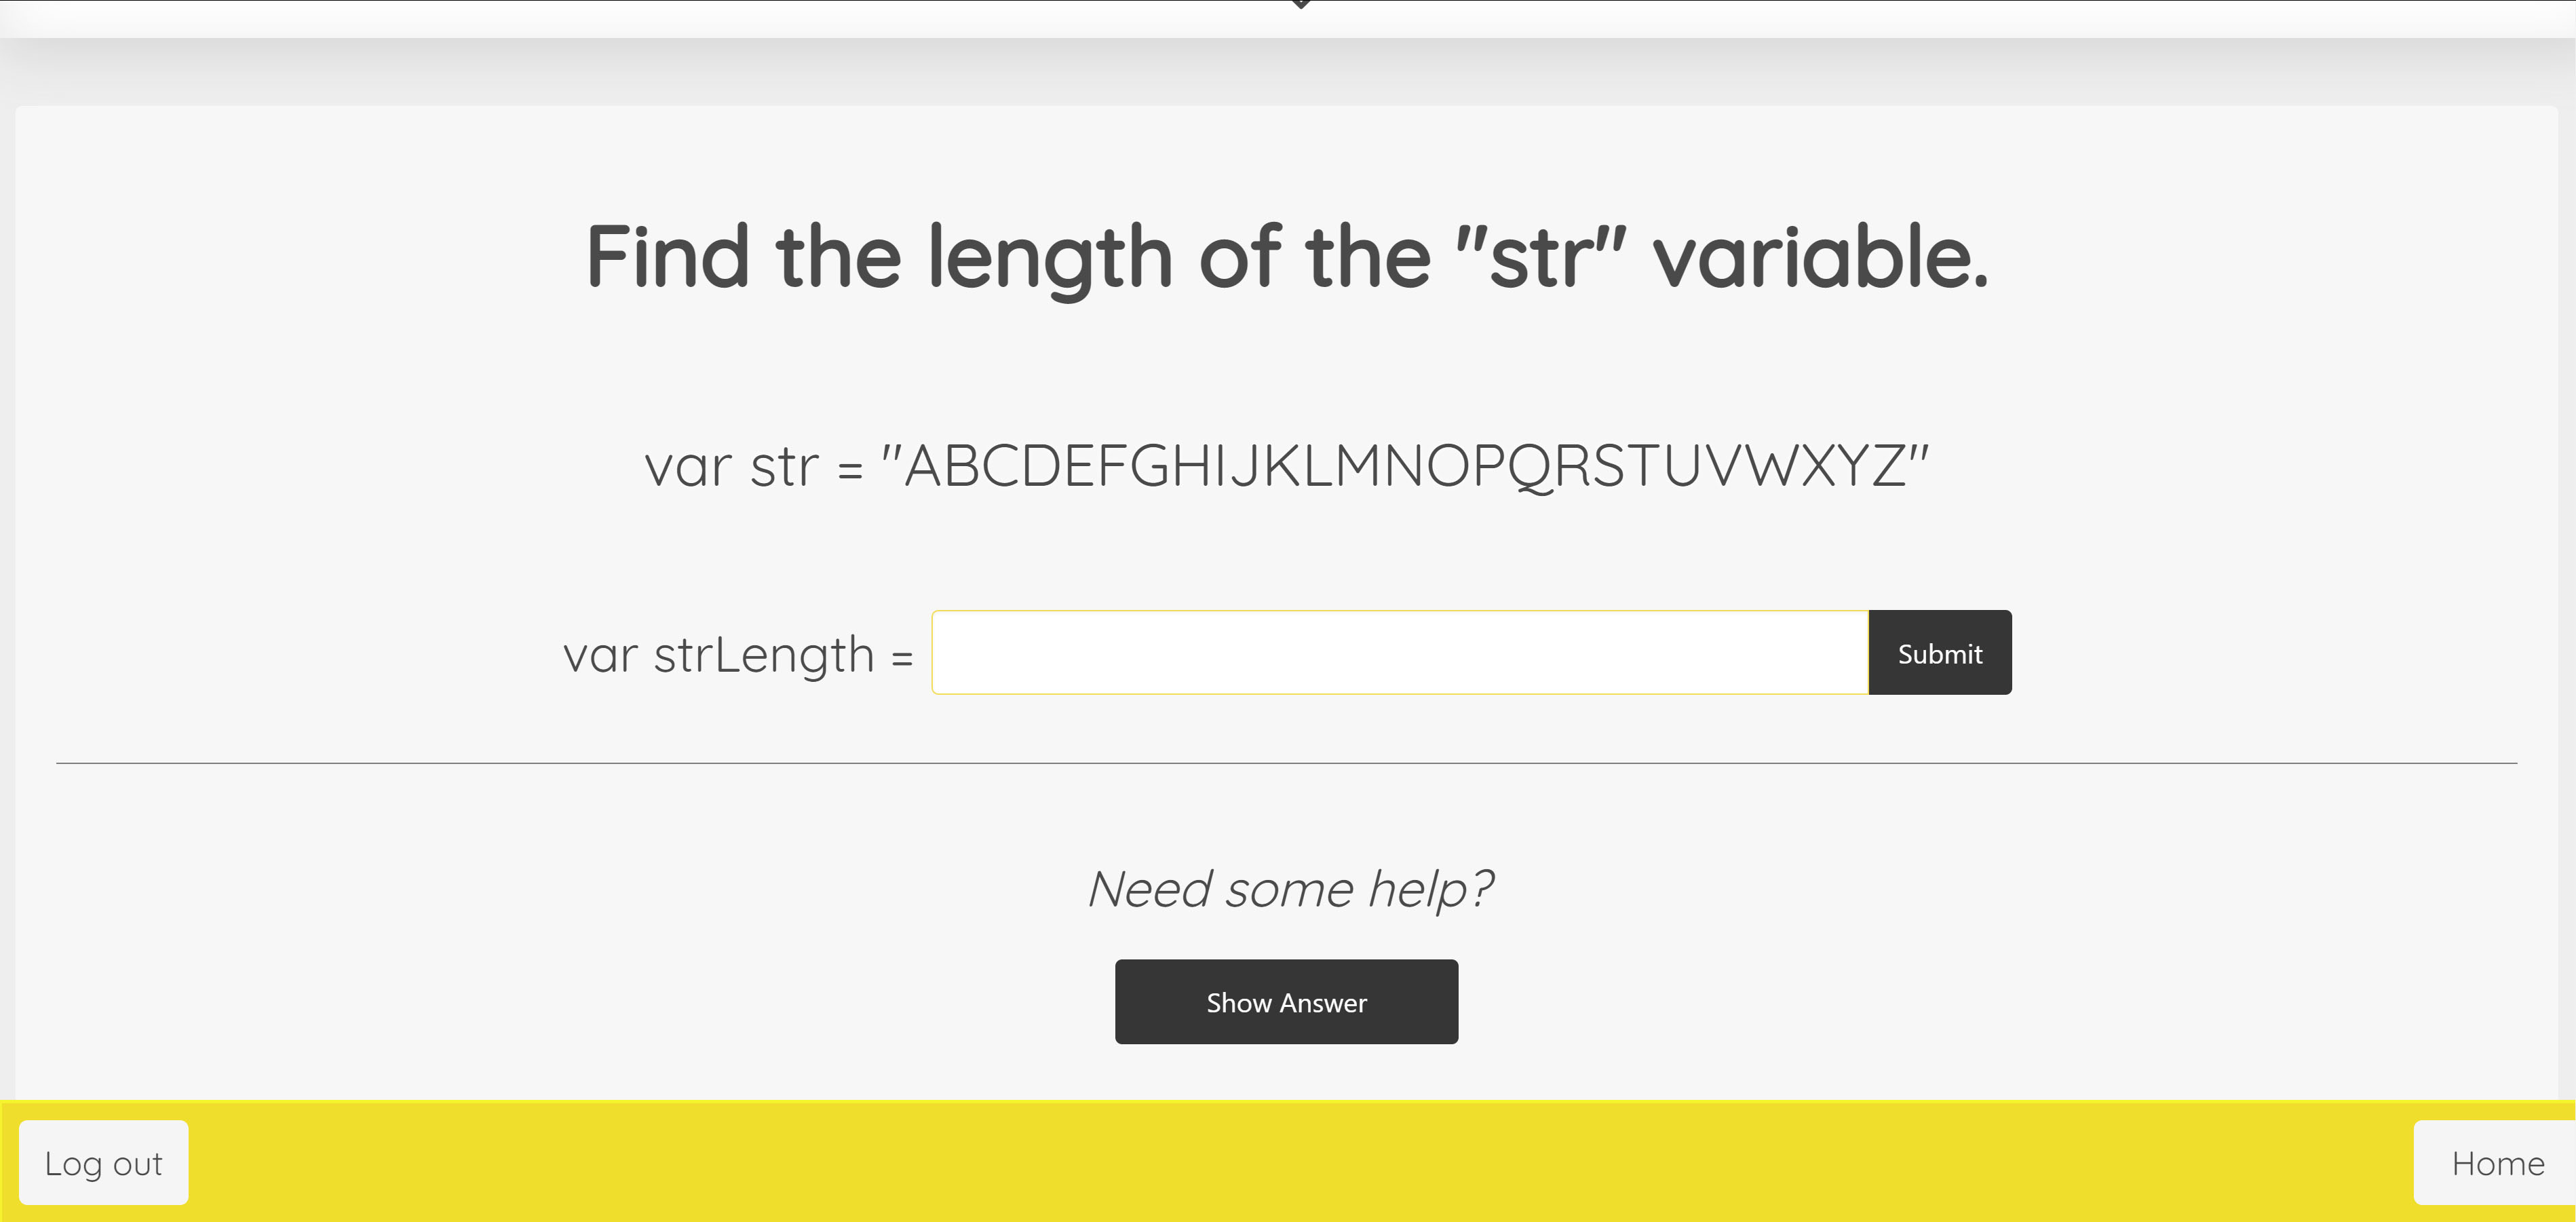 Find the length of the "str" variable.
var str = "ABCDEFGHIJKLMNOPQRSTUVWXYZ"
var strLength =
Submit
Need some help?
Show Answer
Log out
Home